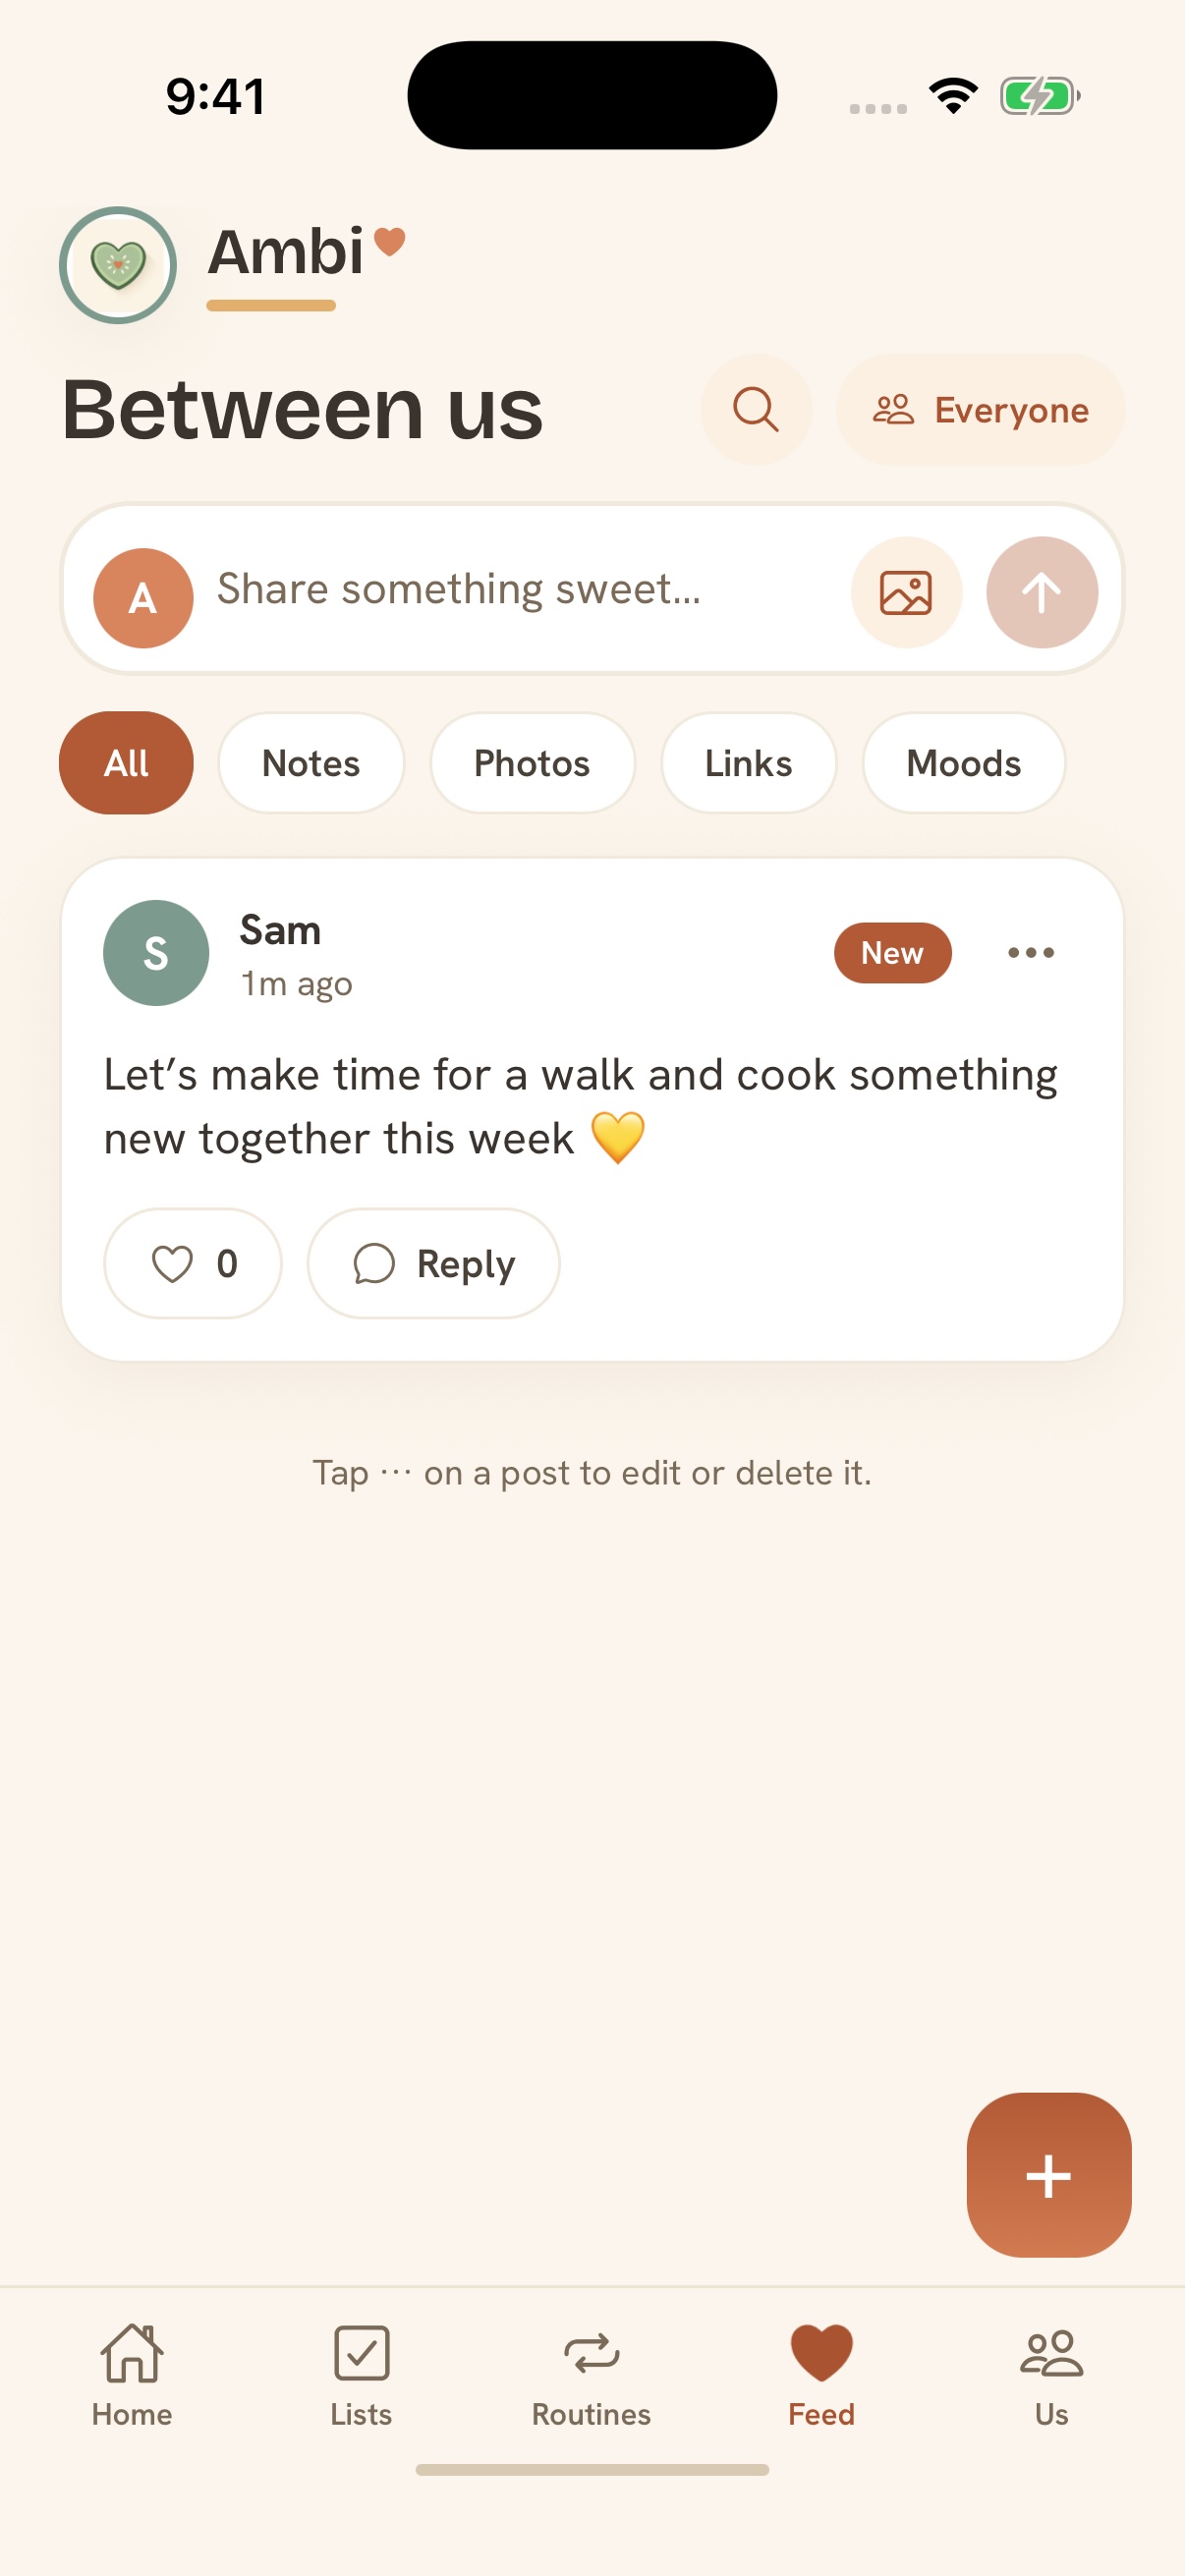 9:41
Ambi
Between us
Everyone
A
Share something sweet...
All
Notes
Photos
Links
Moods
S
Sam
1m ago
New
Let’s make time for a walk and cook something
new together this week 💛
0
Reply
Tap ··· on a post to edit or delete it.
Home
Lists
Routines
Feed
Us